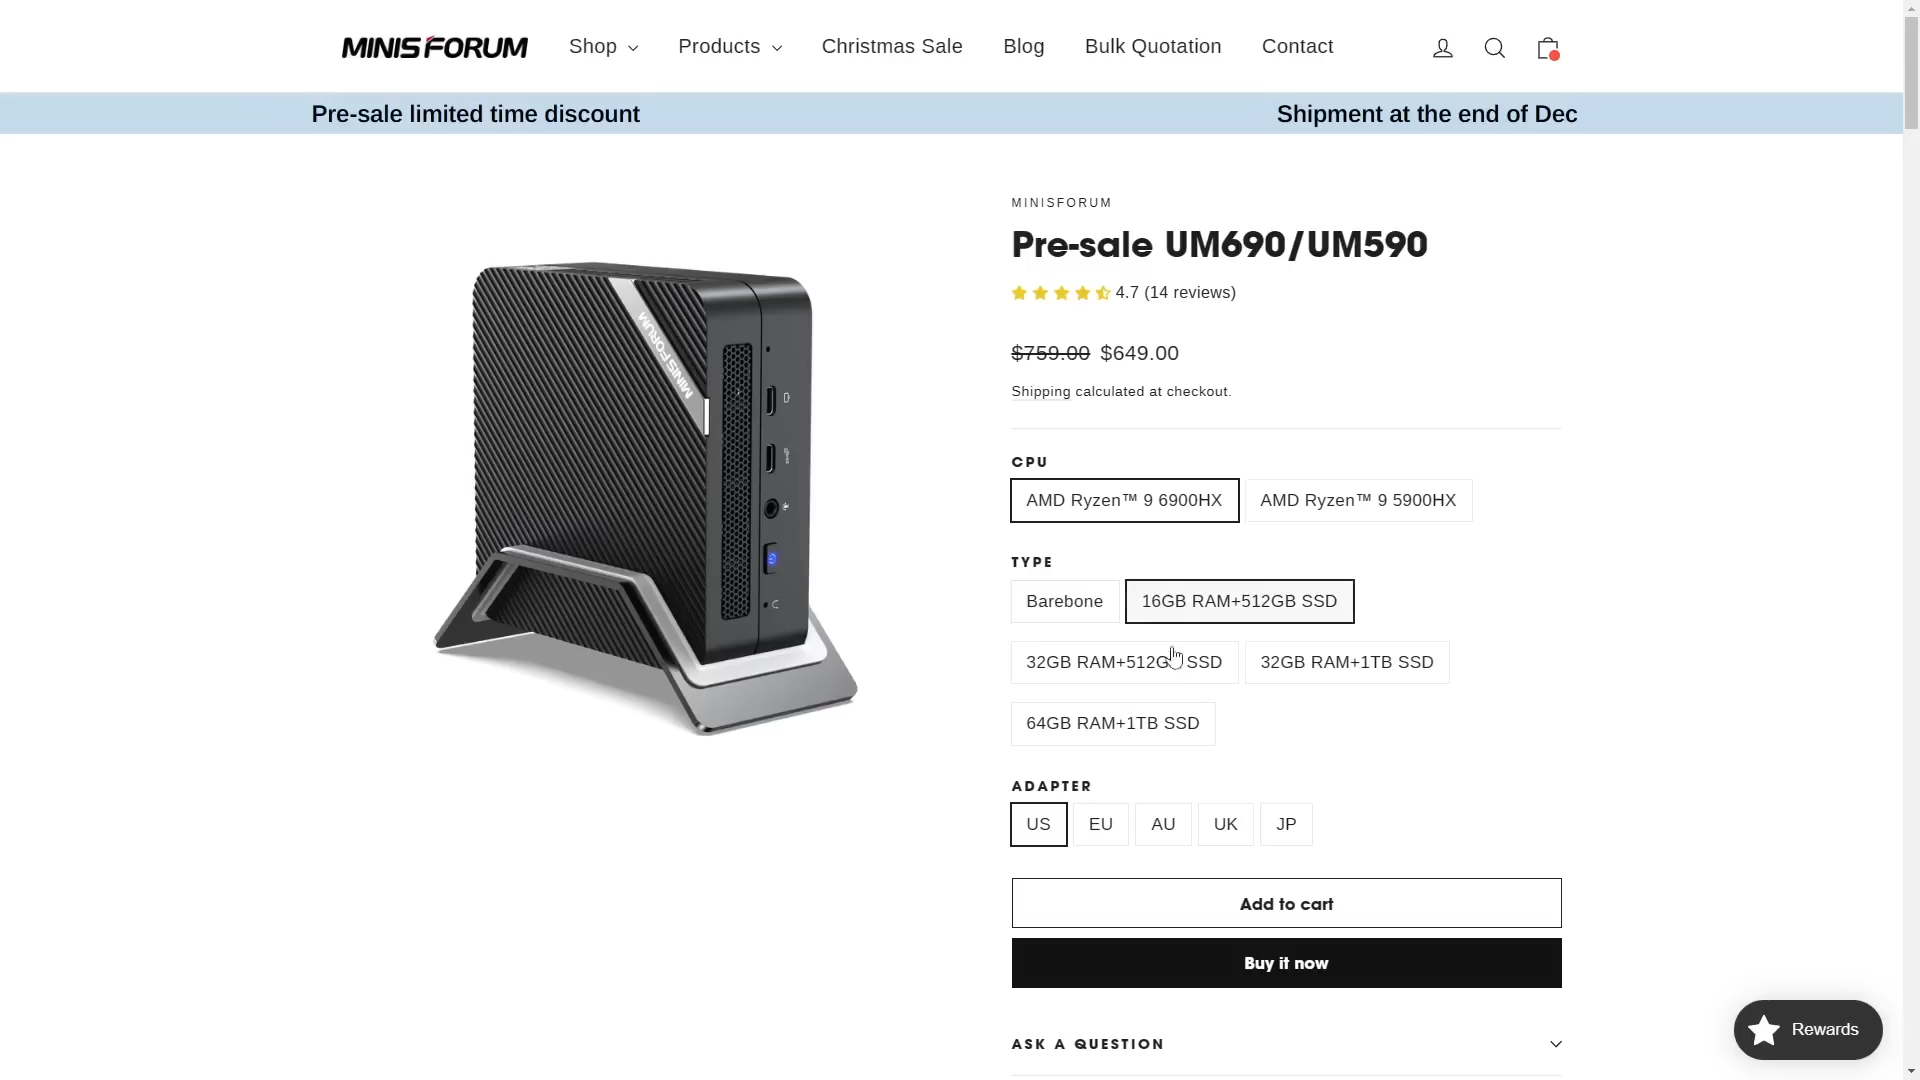 MINISFORUM
Shop
Products
Christmas Sale
Blog
Bulk Quotation
Contact
Pre-sale limited time discount
Shipment at the end of Dec
MINISFORUM
MINISFORUM
Pre-sale UM690/UM590
4.7 (14 reviews)
$759.00 $649.00
Shipping calculated at checkout.
CPU
AMD Ryzen™ 9 6900HX
AMD Ryzen™ 9 5900HX
TYPE
Barebone
16GB RAM+512GB SSD
32GB RAM+512GB SSD
32GB RAM+1TB SSD
64GB RAM+1TB SSD
ADAPTER
US
EU
AU
UK
JP
Add to cart
Buy it now
Rewards
ASK A QUESTION